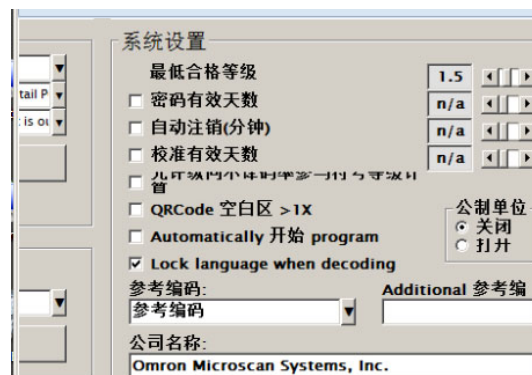 系统设置
最低合格等级 1.5
tail P
密码有效天数 n/a
自动注销(分钟) n/a
校准有效天数 n/a
QRCode 空白区 >1X
公制单位
关闭
打开
Automatically 开始 program
Lock language when decoding
参考编码: Additional 参考编
参考编码
公司名称:
Omron Microscan Systems, Inc.